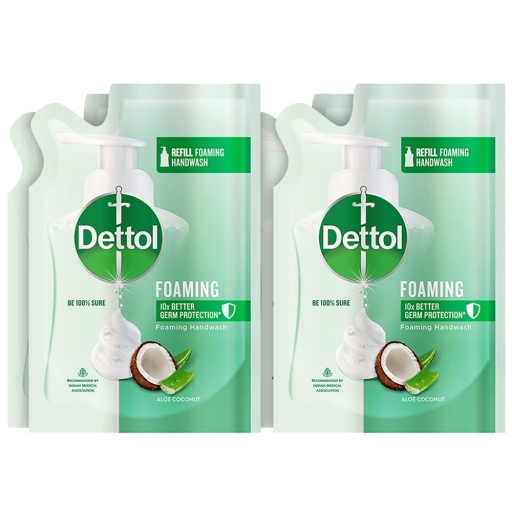 REFILL FOAMING
HANDWASH
Dettol
FOAMING
BE 100% SURE
10x BETTER
GERM PROTECTION*
Foaming Handwash
RECOMMENDED BY
INDIAN MEDICAL
ASSOCIATION
ALOE COCONUT
REFILL FOAMING
HANDWASH
Dettol
FOAMING
BE 100% SURE
10x BETTER
GERM PROTECTION*
Foaming Handwash
RECOMMENDED BY
INDIAN MEDICAL
ASSOCIATION
ALOE COCONUT